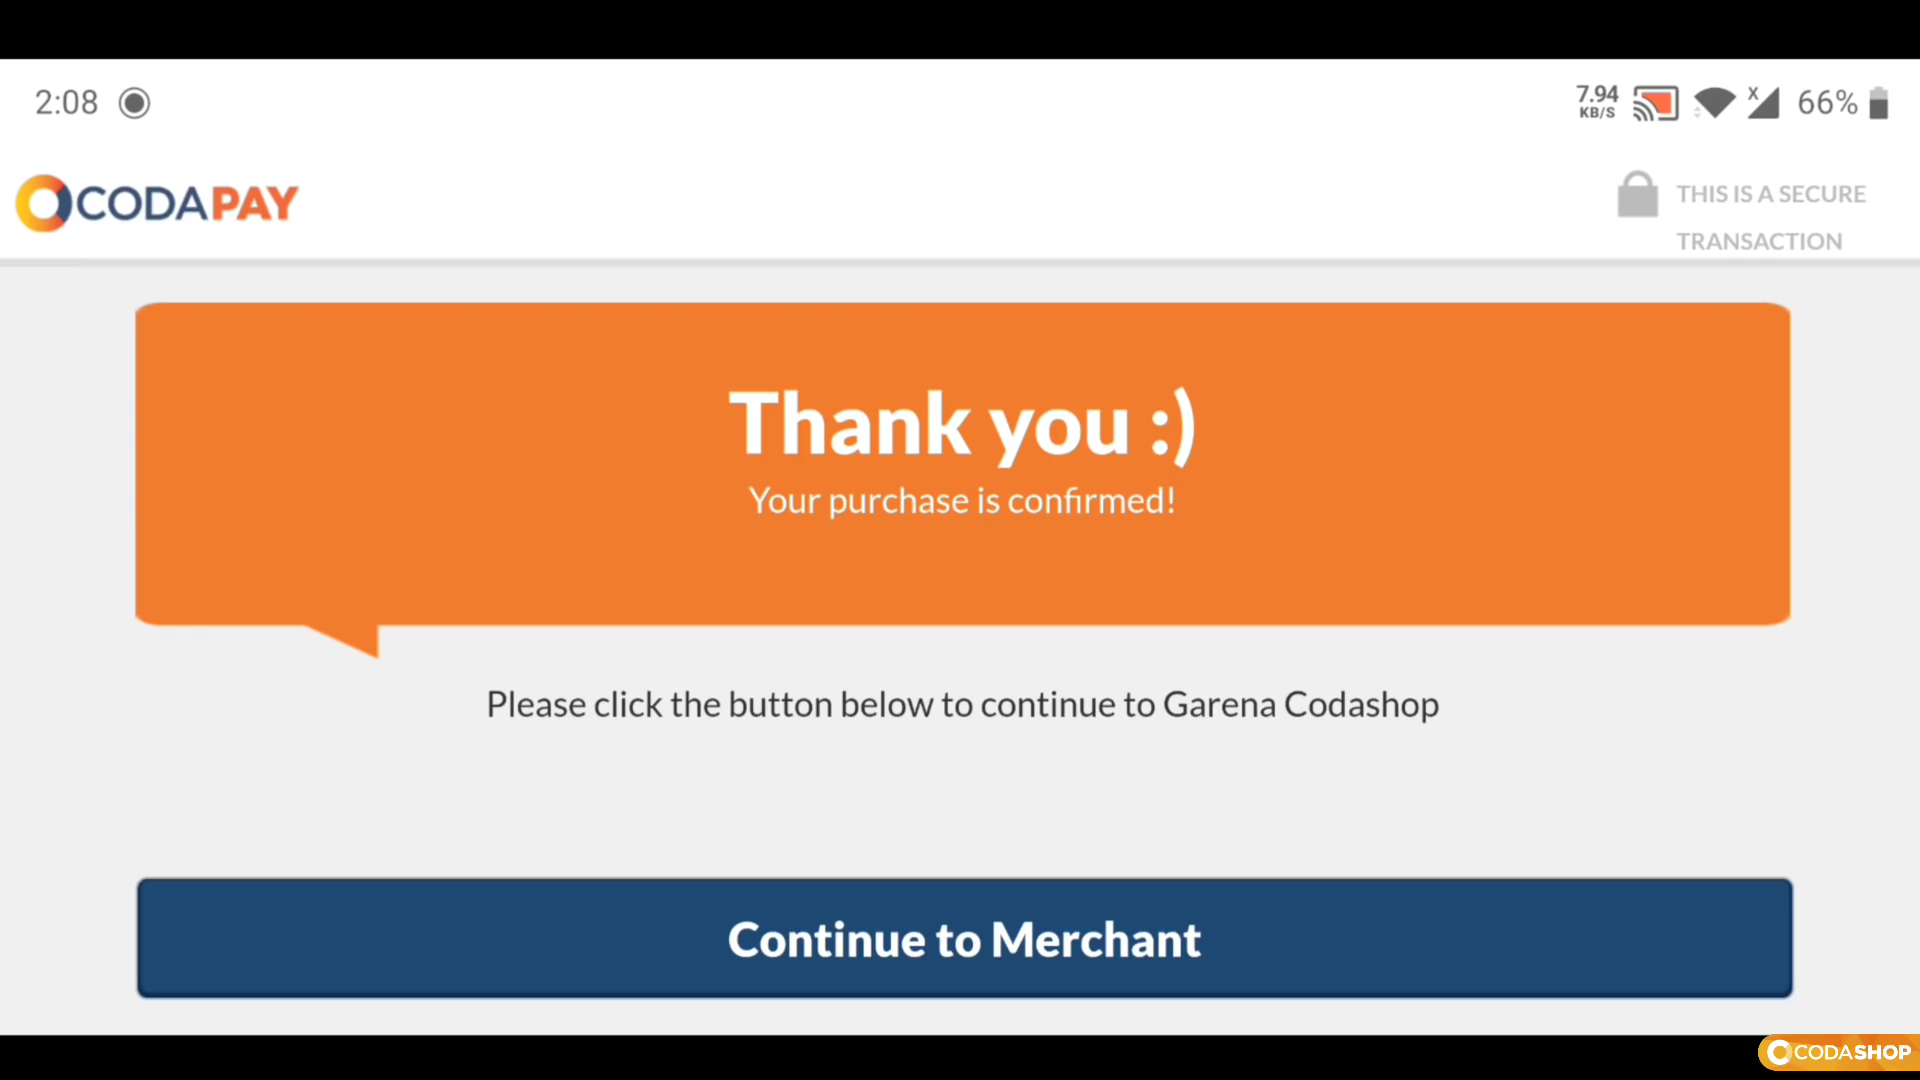 2:08
7.94
KB/S
X
66%
CODAPAY
THIS IS A SECURE
TRANSACTION
Thank you :)
Your purchase is confirmed!
Please click the button below to continue to Garena Codashop
Continue to Merchant
CODASHOP